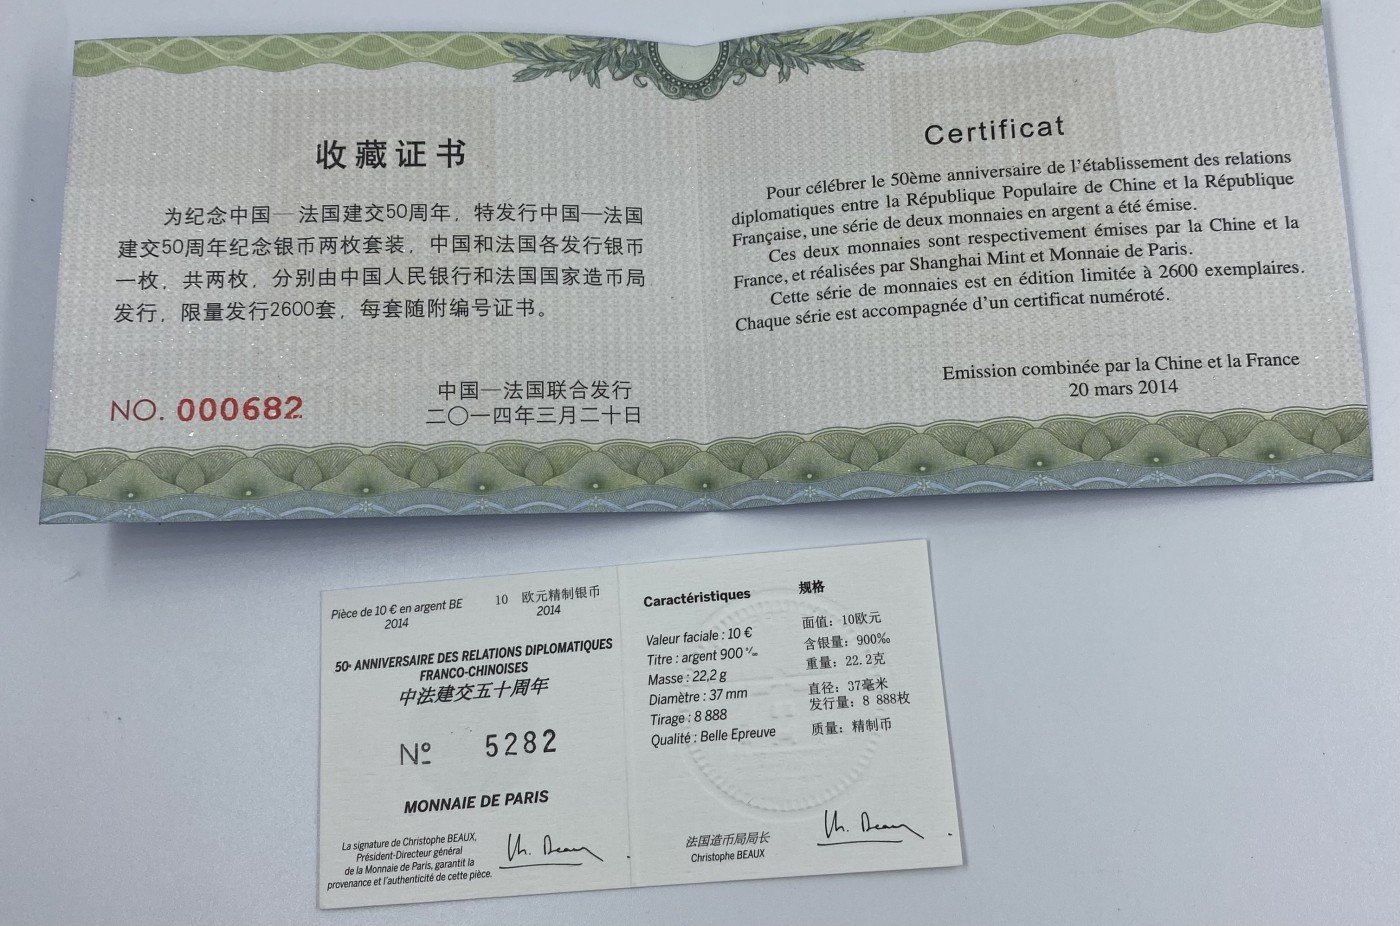 收藏证书
为纪念中国—法国建交50周年，特发行中国—法国
建交50周年纪念银币两枚套装，中国和法国各发行银币
一枚，共两枚，分别由中国人民银行和法国国家造币局
发行，限量发行2600套，每套随附编号证书。
中国—法国联合发行
二〇一四年三月二十日
NO. 000682
Certificat
Pour célébrer le 50ème anniversaire de l'établissement des relations
diplomatiques entre la République Populaire de Chine et la République
Française, une série de deux monnaies en argent a été émise.
Ces deux monnaies sont respectivement émises par la Chine et la
France, et réalisées par Shanghai Mint et Monnaie de Paris.
Cette série de monnaies est en édition limitée à 2600 exemplaires.
Chaque série est accompagnée d'un certificat numéroté.
Emission combinée par la Chine et la France
20 mars 2014
Pièce de 10 € en argent BE
2014
10 欧元精制银币
2014
50e ANNIVERSAIRE DES RELATIONS DIPLOMATIQUES
FRANCO-CHINOISES
中法建交五十周年
Nº 5282
MONNAIE DE PARIS
La signature de Christophe BEAUX,
Président-Directeur général
de la Monnaie de Paris, garantit la
provenance et l'authenticité de cette pièce.
Ch. Beaux
Caractéristiques
Valeur faciale : 10 €
Titre : argent 900 ‰
Masse : 22,2 g
Diamètre : 37 mm
Tirage : 8 888
Qualité : Belle Epreuve
规格
面值：10欧元
含银量：900‰
重量：22.2克
直径：37毫米
发行量：8 888枚
质量：精制币
法国造币局局长
Christophe BEAUX
Ch. Beaux